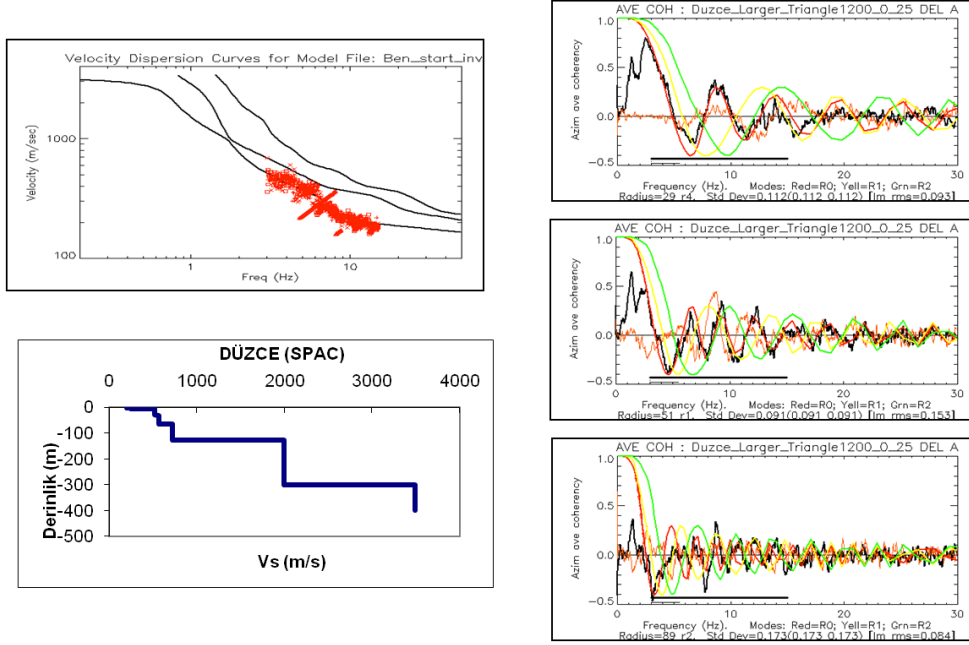 Velocity Dispersion Curves for Model File: Ben_start_inv
Velocity (m/sec)
1000
100
1
10
Freq (Hz)
DÜZCE (SPAC)
0
1000
2000
3000
4000
Derinlik (m)
0
-100
-200
-300
-400
-500
Vs (m/s)
AVE COH : Duzce_Larger_Triangle1200_0_25 DEL A
Azim ave coherency
1.0
0.5
0.0
-0.5
0
10
20
30
Frequency (Hz). Modes: Red=R0; Yell=R1; Grn=R2
Radius=29 r4, Std Dev=0.112(0.112 0.112) [Im rms=0.093]
AVE COH : Duzce_Larger_Triangle1200_0_25 DEL A
Azim ave coherency
1.0
0.5
0.0
-0.5
0
10
20
30
Frequency (Hz). Modes: Red=R0; Yell=R1; Grn=R2
Radius=51 r1, Std Dev=0.091(0.091 0.091) [Im rms=0.153]
AVE COH : Duzce_Larger_Triangle1200_0_25 DEL A
Azim ave coherency
1.0
0.5
0.0
-0.5
0
10
20
30
Frequency (Hz). Modes: Red=R0; Yell=R1; Grn=R2
Radius=89 r2, Std Dev=0.173(0.173 0.173) [Im rms=0.084]